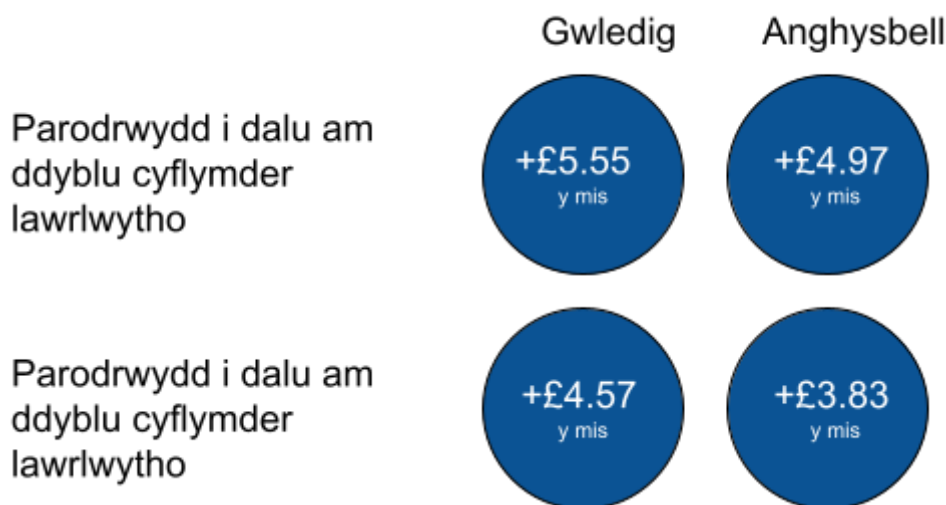 Gwledig Anghysbell
Parodrwydd i dalu am
ddyblu cyflymder
lawrlwytho
+£5.55
y mis
+£4.97
y mis
Parodrwydd i dalu am
ddyblu cyflymder
lawrlwytho
+£4.57
y mis
+£3.83
y mis